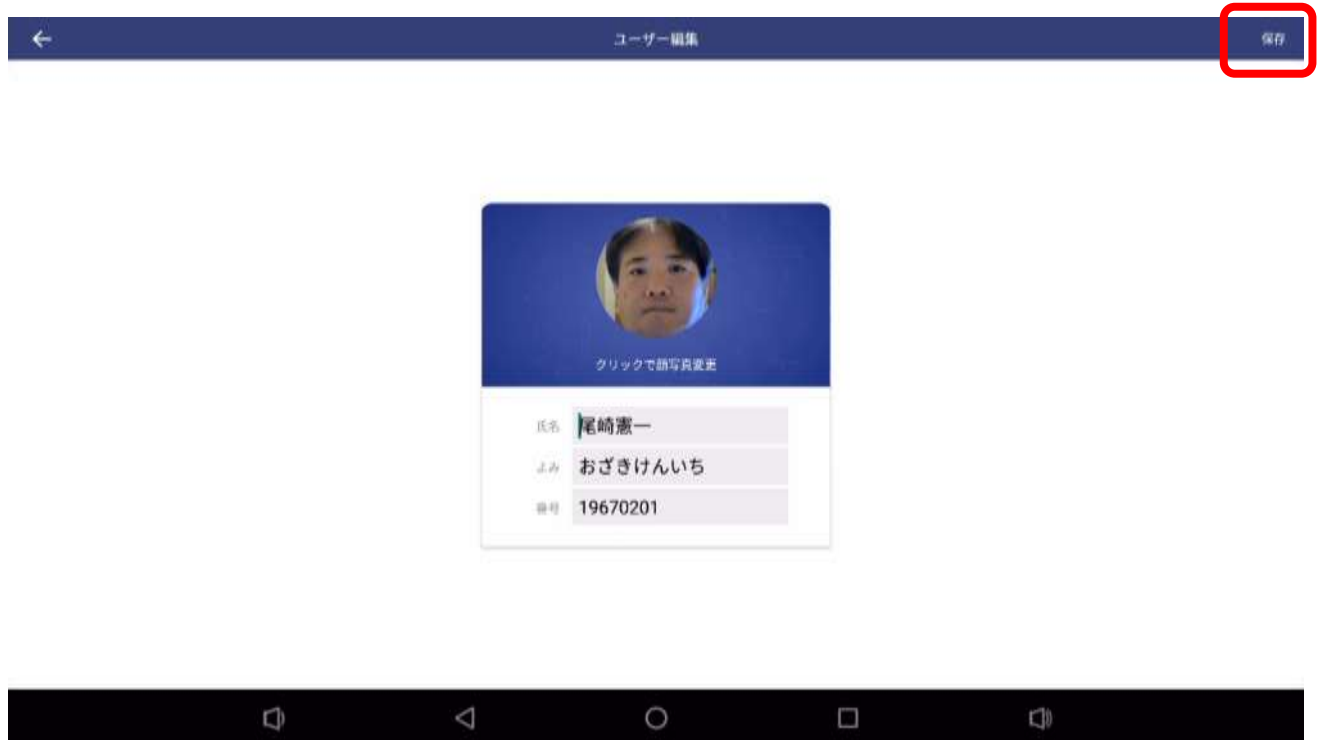 ユーザー編集
保存
クリックで顔写真変更
氏名 尾崎憲一
よみ おざきけんいち
番号 19670201